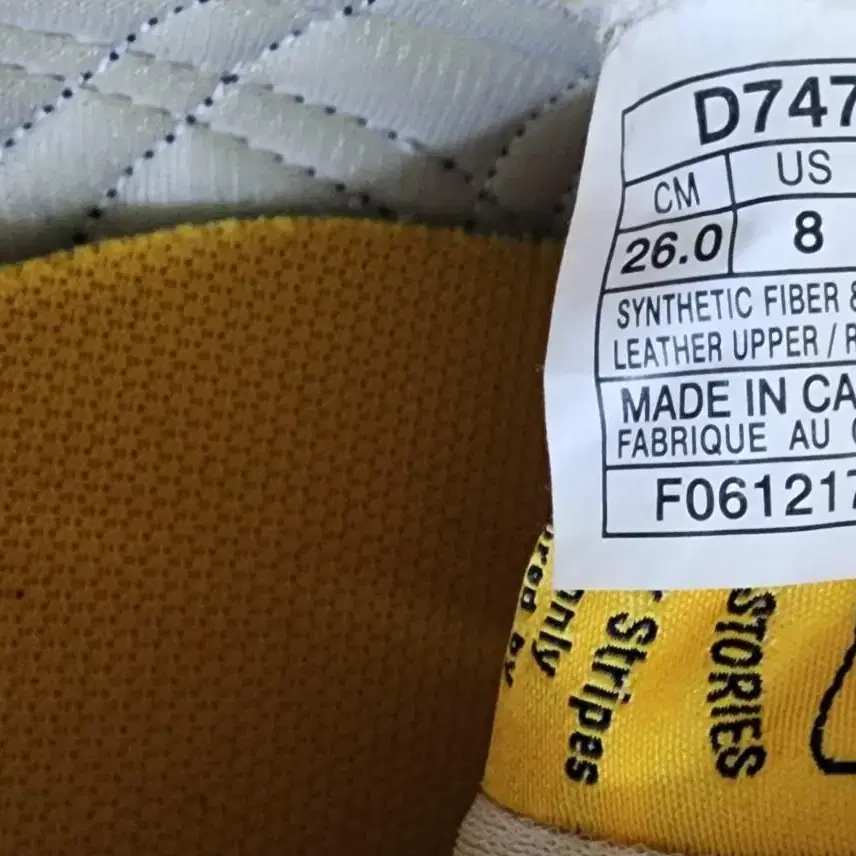 D747
CM US
26.0 8
SYNTHETIC FIBER &
LEATHER UPPER / R
MADE IN CA
FABRIQUE AU
F061217
only
Stripes
STORIES